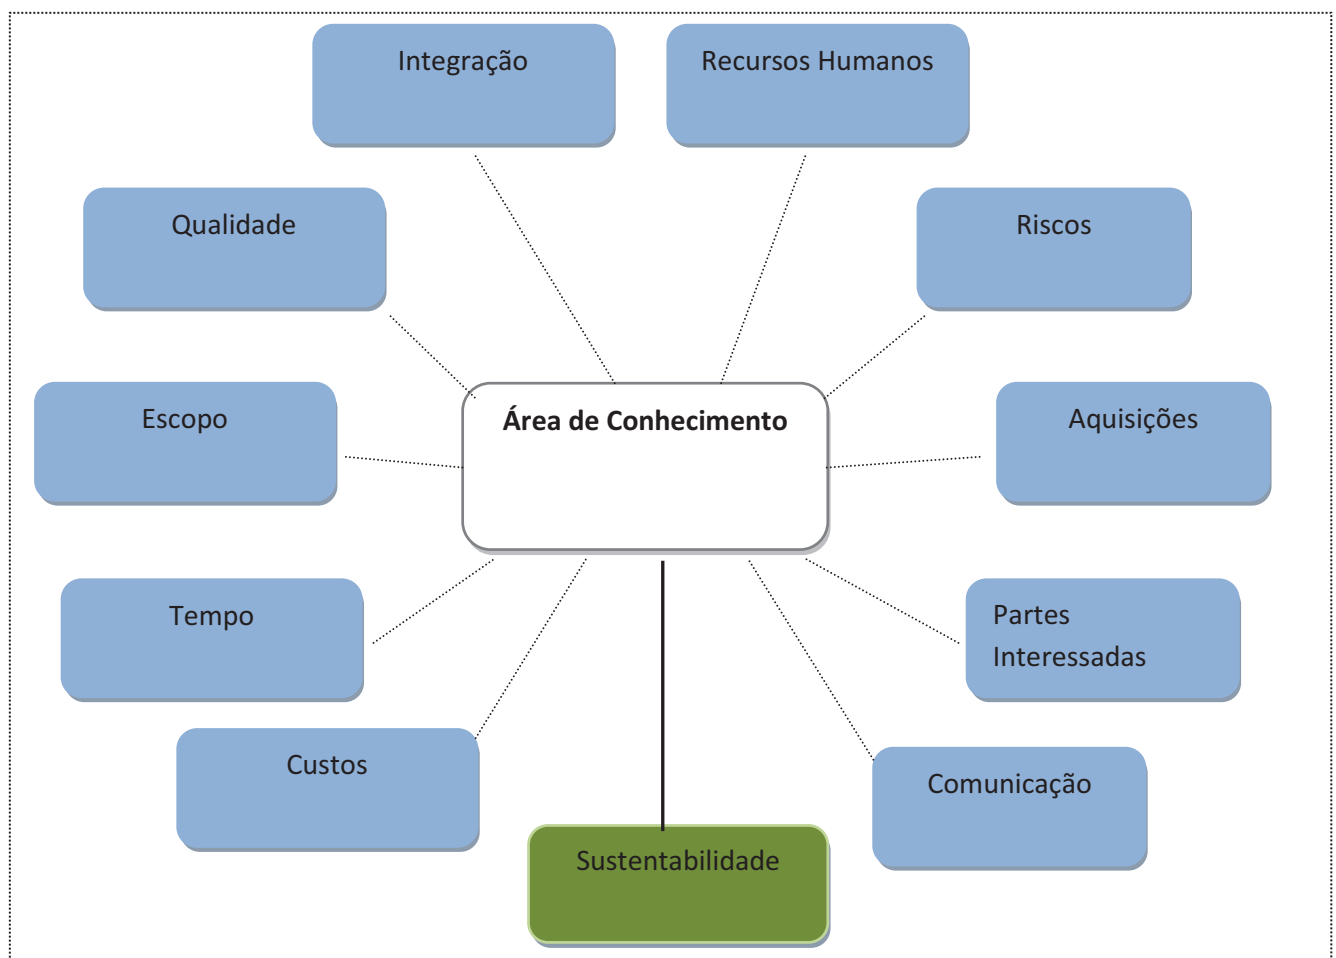 Integração
Recursos Humanos
Qualidade
Riscos
Escopo
Área de Conhecimento
Aquisições
Tempo
Partes
Interessadas
Custos
Comunicação
Sustentabilidade